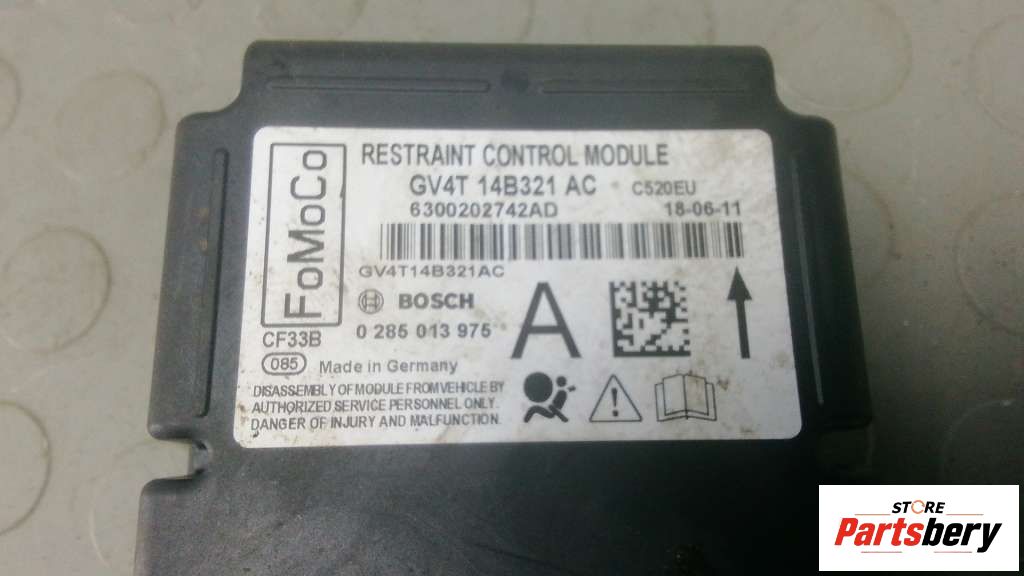 RESTRAINT CONTROL MODULE
GV4T 14B321 AC C520EU
6300202742AD 18-06-11
GV4T14B321AC
FoMoCo
BOSCH
0 285 013 975
A
CF33B
085 Made in Germany
DISASSEMBLY OF MODULE FROM VEHICLE BY
AUTHORIZED SERVICE PERSONNEL ONLY.
DANGER OF INJURY AND MALFUNCTION.
STORE
Partsbery